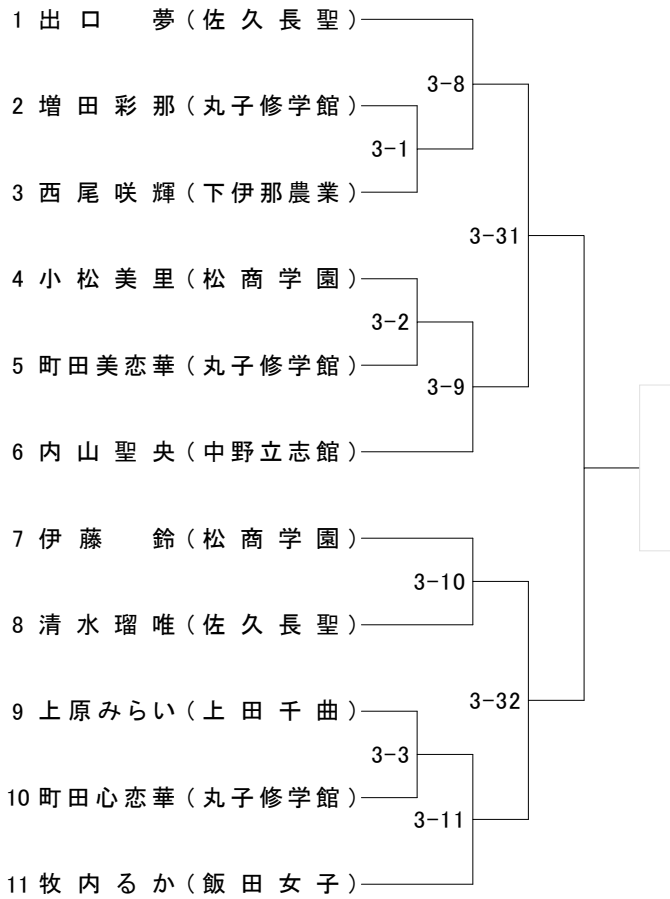 1 出口 夢(佐久長聖)
3-8
2 増田彩那(丸子修学館)
3-1
3 西尾咲輝(下伊那農業)
3-31
4 小松美里(松商学園)
3-2
5 町田美恋華(丸子修学館)
3-9
6 内山聖央(中野立志館)
7 伊藤 鈴(松商学園)
3-10
8 清水瑠唯(佐久長聖)
3-32
9 上原みらい(上田千曲)
3-3
10 町田心恋華(丸子修学館)
3-11
11 牧内るか(飯田女子)